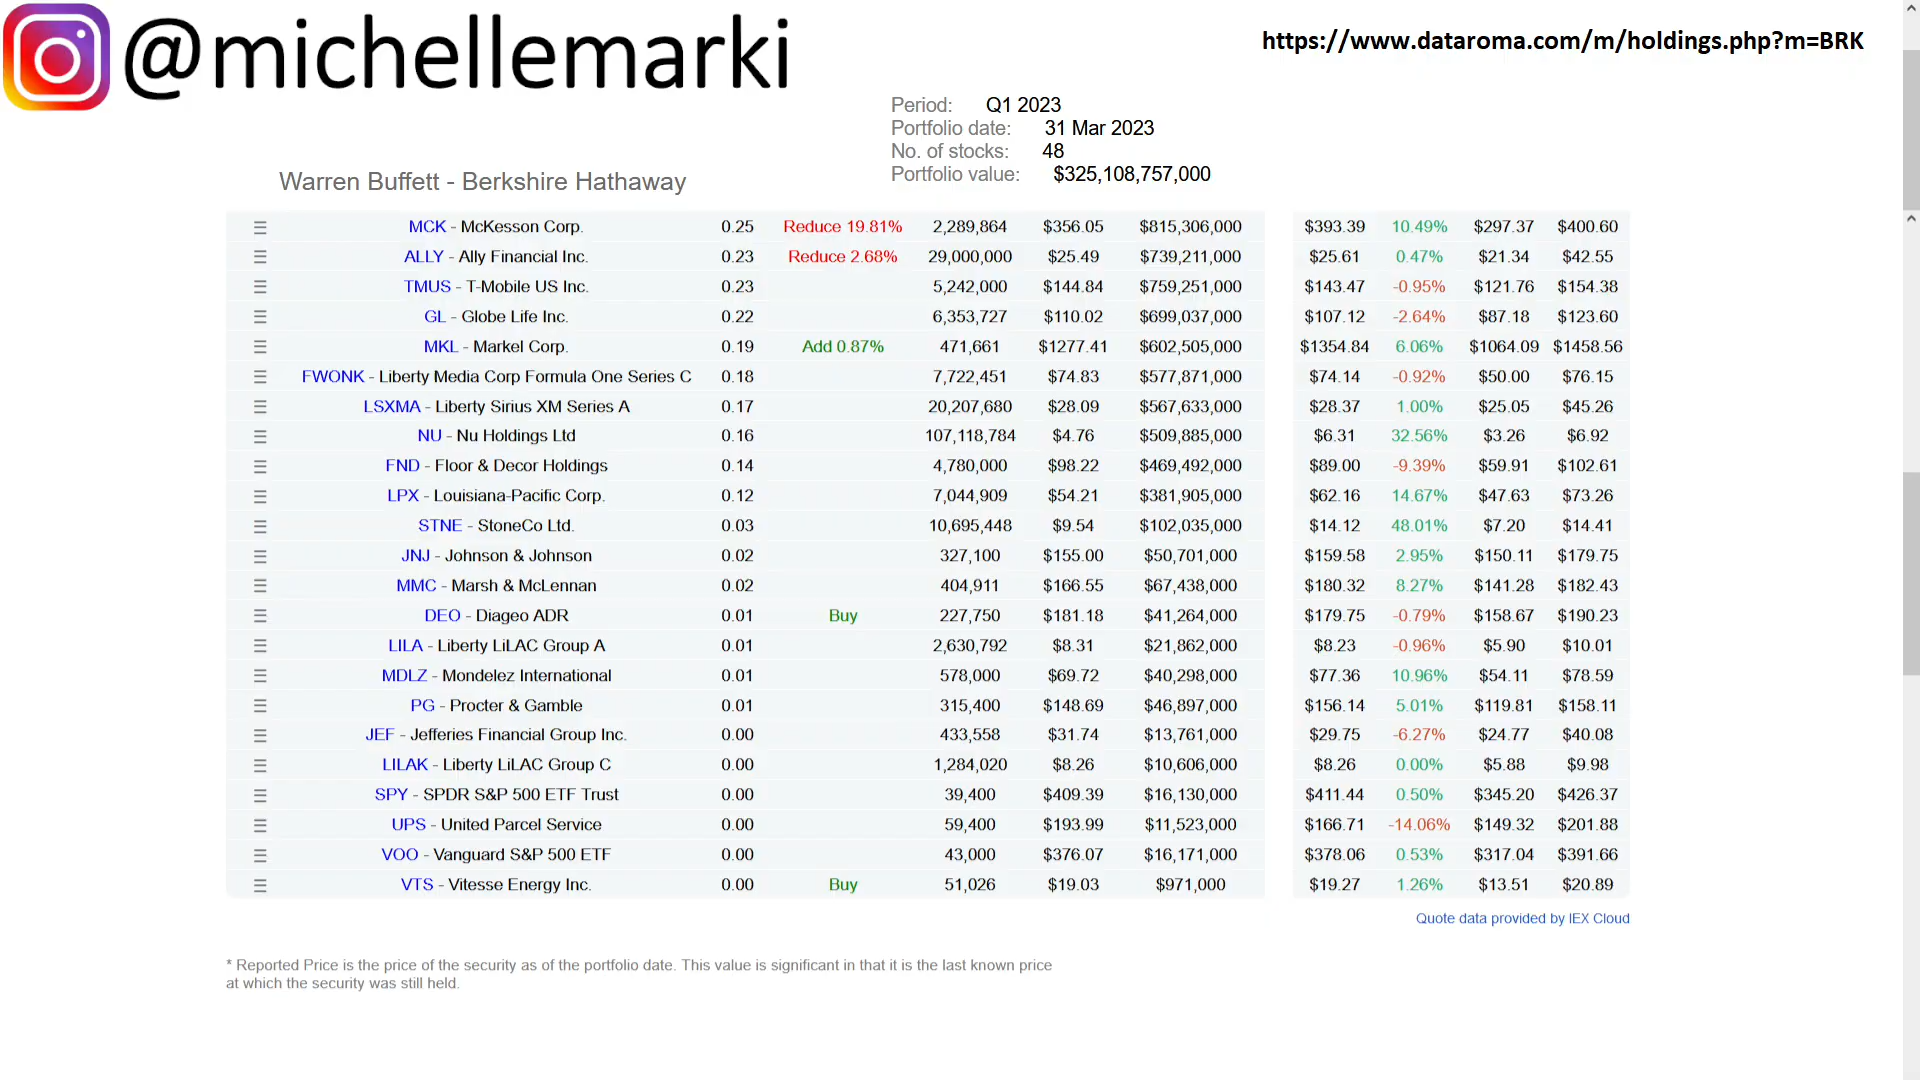 @michellemarki
https://www.dataroma.com/m/holdings.php?m=BRK
Period: Q1 2023
Portfolio date: 31 Mar 2023
No. of stocks: 48
Portfolio value: $325,108,757,000
Warren Buffett - Berkshire Hathaway
☰ MCK - McKesson Corp. 0.25 Reduce 19.81% 2,289,864 $356.05 $815,306,000 $393.39 10.49% $297.37 $400.60
☰ ALLY - Ally Financial Inc. 0.23 Reduce 2.68% 29,000,000 $25.49 $739,211,000 $25.61 0.47% $21.34 $42.55
☰ TMUS - T-Mobile US Inc. 0.23 5,242,000 $144.84 $759,251,000 $143.47 -0.95% $121.76 $154.38
☰ GL - Globe Life Inc. 0.22 6,353,727 $110.02 $699,037,000 $107.12 -2.64% $87.18 $123.60
☰ MKL - Markel Corp. 0.19 Add 0.87% 471,661 $1277.41 $602,505,000 $1354.84 6.06% $1064.09 $1458.56
☰ FWONK - Liberty Media Corp Formula One Series C 0.18 7,722,451 $74.83 $577,871,000 $74.14 -0.92% $50.00 $76.15
☰ LSXMA - Liberty Sirius XM Series A 0.17 20,207,680 $28.09 $567,633,000 $28.37 1.00% $25.05 $45.26
☰ NU - Nu Holdings Ltd 0.16 107,118,784 $4.76 $509,885,000 $6.31 32.56% $3.26 $6.92
☰ FND - Floor & Decor Holdings 0.14 4,780,000 $98.22 $469,492,000 $89.00 -9.39% $59.91 $102.61
☰ LPX - Louisiana-Pacific Corp. 0.12 7,044,909 $54.21 $381,905,000 $62.16 14.67% $47.63 $73.26
☰ STNE - StoneCo Ltd. 0.03 10,695,448 $9.54 $102,035,000 $14.12 48.01% $7.20 $14.41
☰ JNJ - Johnson & Johnson 0.02 327,100 $155.00 $50,701,000 $159.58 2.95% $150.11 $179.75
☰ MMC - Marsh & McLennan 0.02 404,911 $166.55 $67,438,000 $180.32 8.27% $141.28 $182.43
☰ DEO - Diageo ADR 0.01 Buy 227,750 $181.18 $41,264,000 $179.75 -0.79% $158.67 $190.23
☰ LILA - Liberty LiLAC Group A 0.01 2,630,792 $8.31 $21,862,000 $8.23 -0.96% $5.90 $10.01
☰ MDLZ - Mondelez International 0.01 578,000 $69.72 $40,298,000 $77.36 10.96% $54.11 $78.59
☰ PG - Procter & Gamble 0.01 315,400 $148.69 $46,897,000 $156.14 5.01% $119.81 $158.11
☰ JEF - Jefferies Financial Group Inc. 0.00 433,558 $31.74 $13,761,000 $29.75 -6.27% $24.77 $40.08
☰ LILAK - Liberty LiLAC Group C 0.00 1,284,020 $8.26 $10,606,000 $8.26 0.00% $5.88 $9.98
☰ SPY - SPDR S&P 500 ETF Trust 0.00 39,400 $409.39 $16,130,000 $411.44 0.50% $345.20 $426.37
☰ UPS - United Parcel Service 0.00 59,400 $193.99 $11,523,000 $166.71 -14.06% $149.32 $201.88
☰ VOO - Vanguard S&P 500 ETF 0.00 43,000 $376.07 $16,171,000 $378.06 0.53% $317.04 $391.66
☰ VTS - Vitesse Energy Inc. 0.00 Buy 51,026 $19.03 $971,000 $19.27 1.26% $13.51 $20.89
Quote data provided by IEX Cloud
* Reported Price is the price of the security as of the portfolio date. This value is significant in that it is the last known price
at which the security was still held.